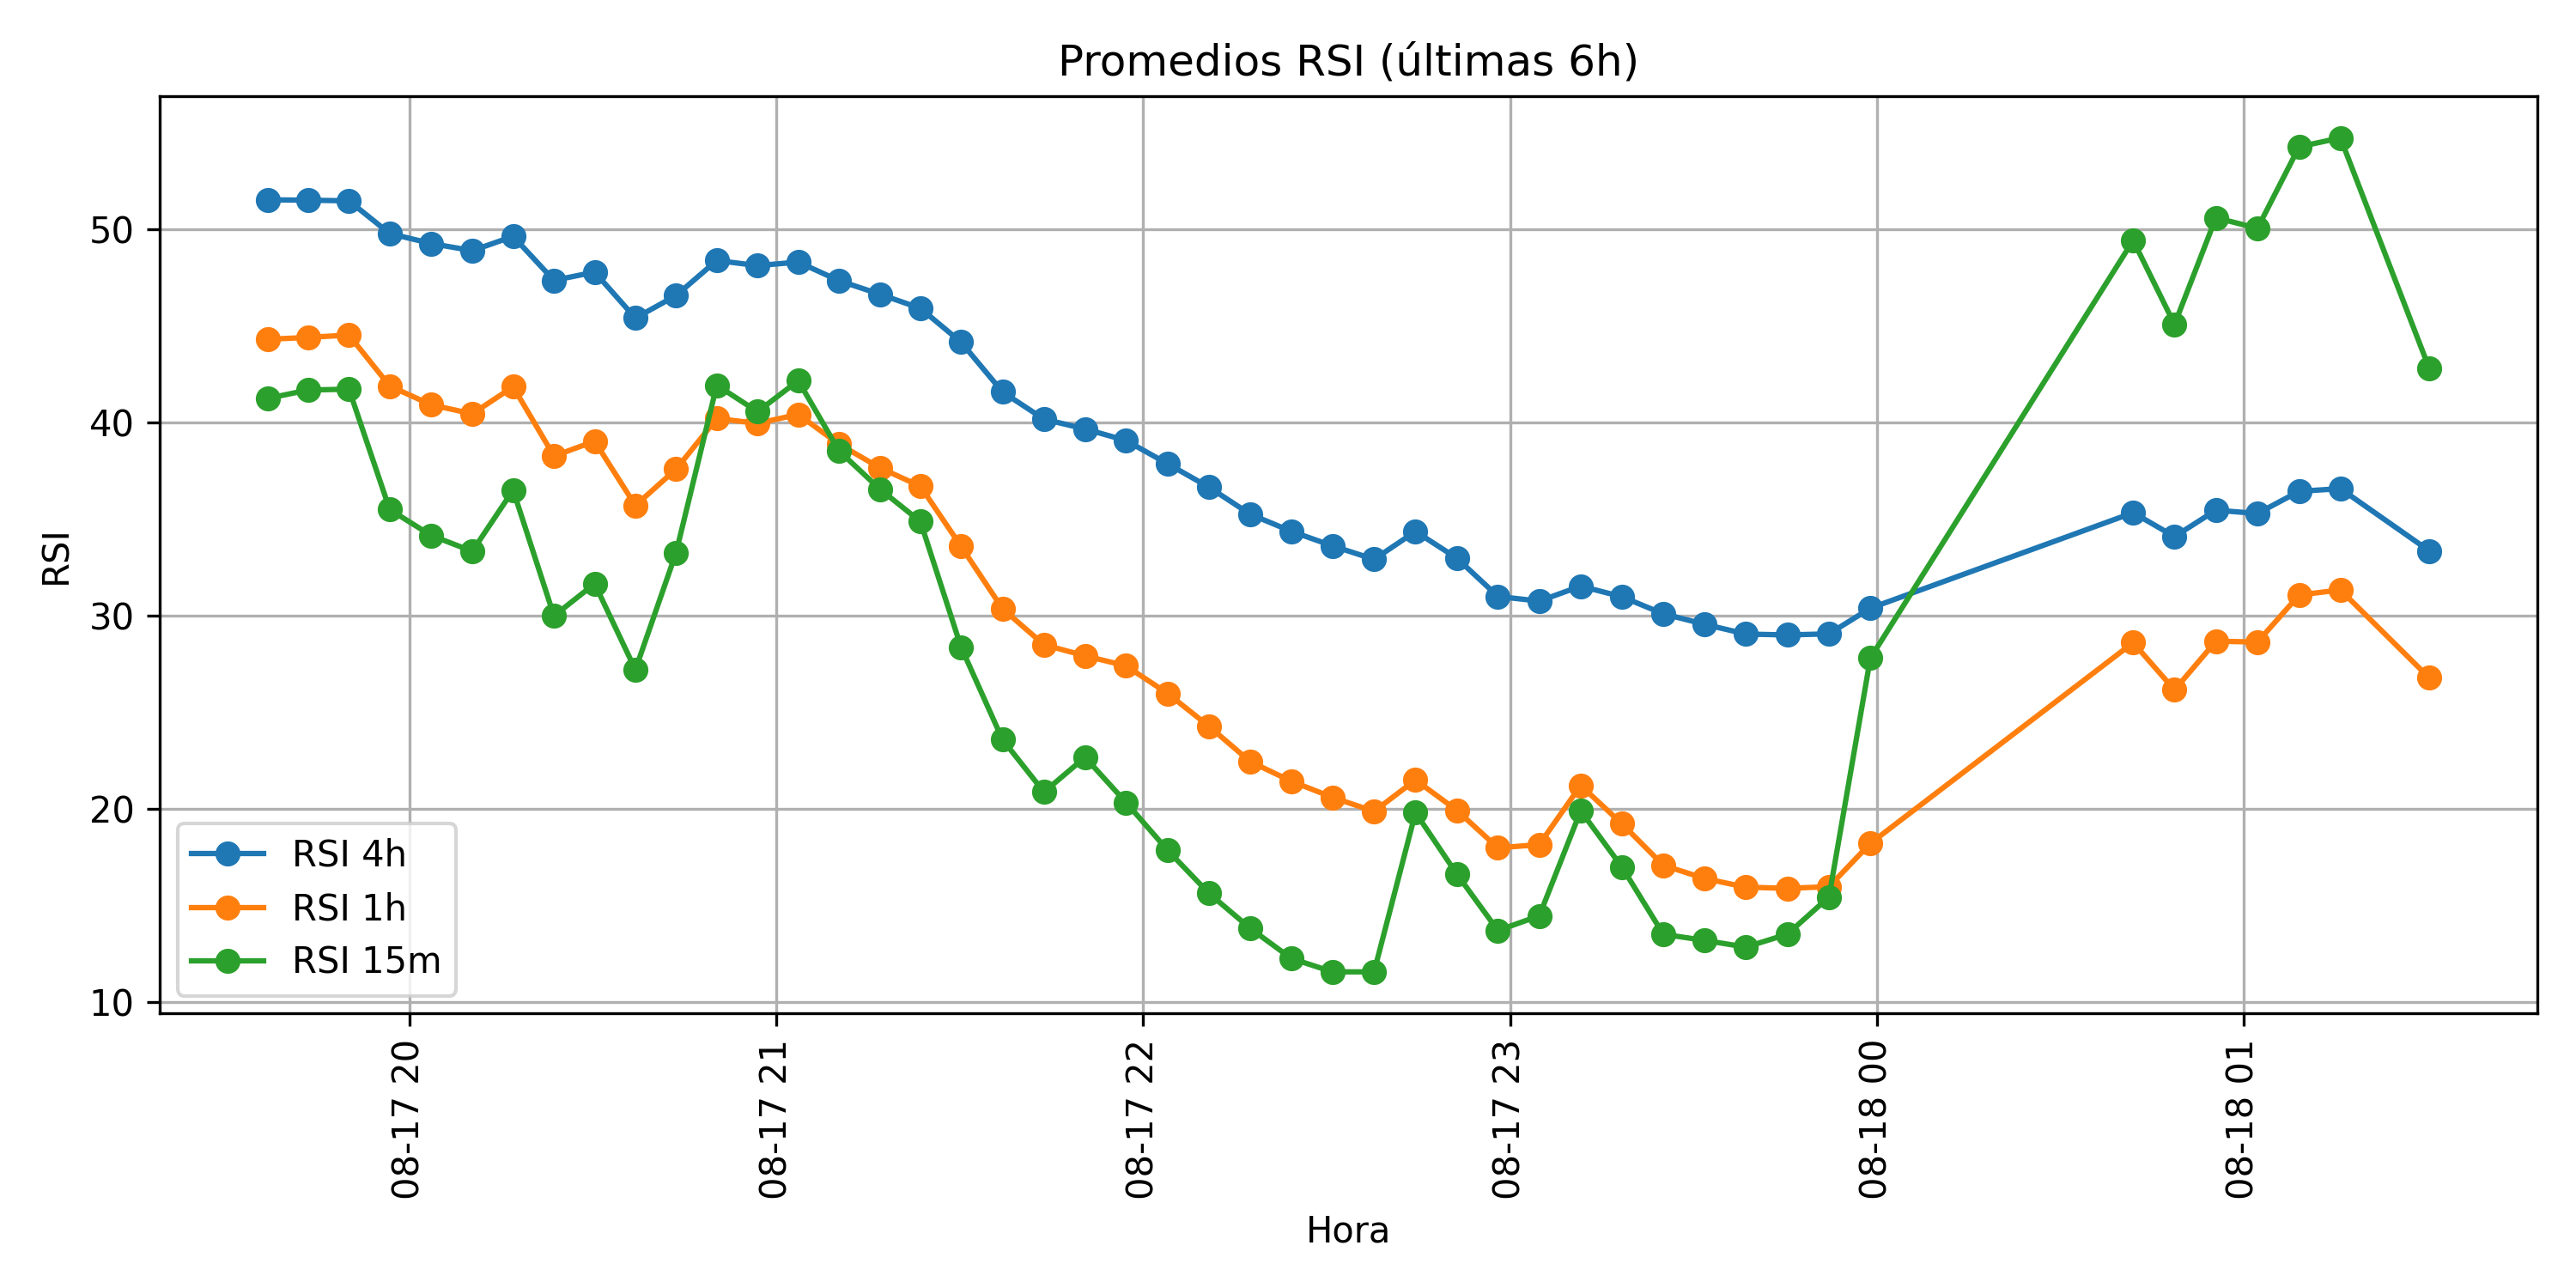 Promedios RSI (últimas 6h)
RSI
50
40
30
20
10
RSI 4h
RSI 1h
RSI 15m
08-17 20
08-17 21
08-17 22
08-17 23
08-18 00
08-18 01
Hora